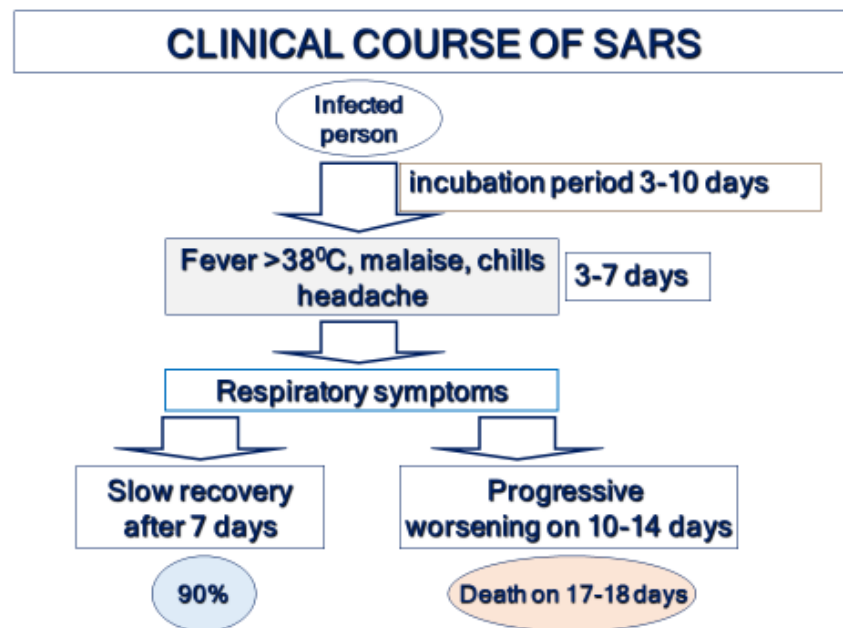 CLINICAL COURSE OF SARS
Infected
person
incubation period 3-10 days
Fever >38⁰C, malaise, chills
headache
3-7 days
Respiratory symptoms
Slow recovery
after 7 days
Progressive
worsening on 10-14 days
90%
Death on 17-18 days